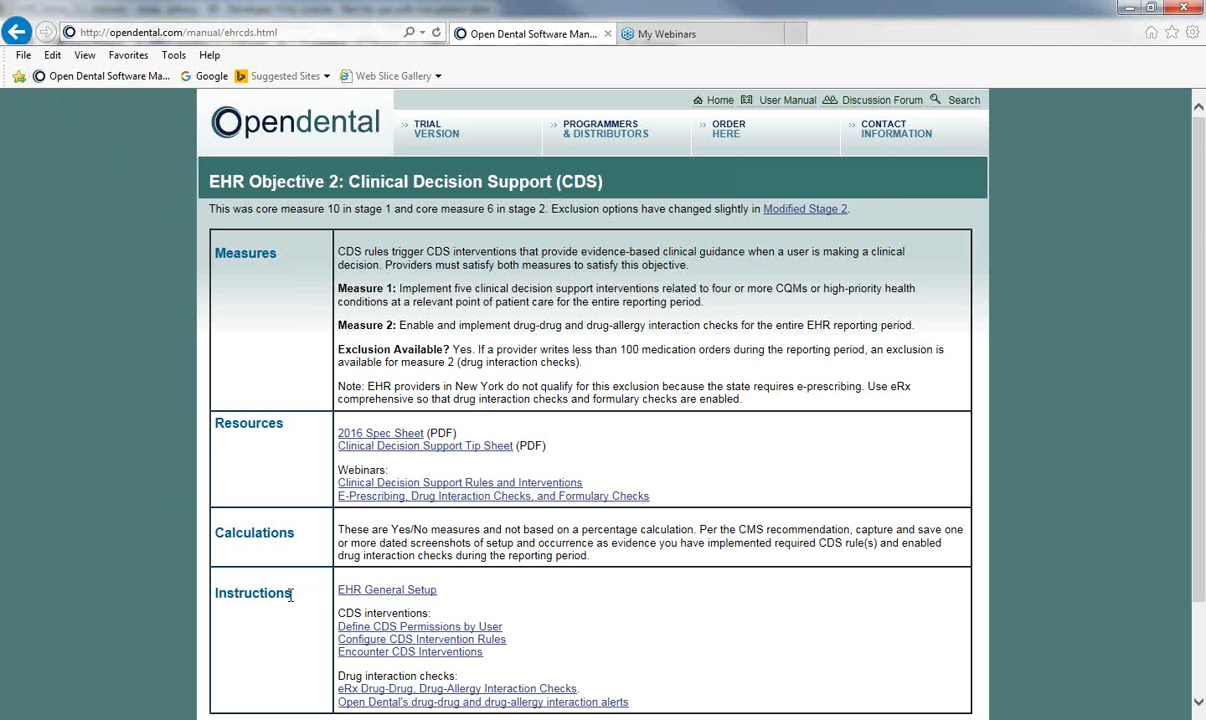 http://opendental.com/manual/ehrcds.html
Open Dental Software Man...
My Webinars
File Edit View Favorites Tools Help
Open Dental Software Ma... Google Suggested Sites Web Slice Gallery
Home User Manual Discussion Forum Search
Opendental
TRIAL
VERSION
PROGRAMMERS
& DISTRIBUTORS
ORDER
HERE
CONTACT
INFORMATION
EHR Objective 2: Clinical Decision Support (CDS)
This was core measure 10 in stage 1 and core measure 6 in stage 2. Exclusion options have changed slightly in Modified Stage 2.
Measures
CDS rules trigger CDS interventions that provide evidence-based clinical guidance when a user is making a clinical
decision. Providers must satisfy both measures to satisfy this objective.
Measure 1: Implement five clinical decision support interventions related to four or more CQMs or high-priority health
conditions at a relevant point of patient care for the entire reporting period.
Measure 2: Enable and implement drug-drug and drug-allergy interaction checks for the entire EHR reporting period.
Exclusion Available? Yes. If a provider writes less than 100 medication orders during the reporting period, an exclusion is
available for measure 2 (drug interaction checks).
Note: EHR providers in New York do not qualify for this exclusion because the state requires e-prescribing. Use eRx
comprehensive so that drug interaction checks and formulary checks are enabled.
Resources
2016 Spec Sheet (PDF)
Clinical Decision Support Tip Sheet (PDF)
Webinars:
Clinical Decision Support Rules and Interventions
E-Prescribing, Drug Interaction Checks, and Formulary Checks
Calculations
These are Yes/No measures and not based on a percentage calculation. Per the CMS recommendation, capture and save one
or more dated screenshots of setup and occurrence as evidence you have implemented required CDS rule(s) and enabled
drug interaction checks during the reporting period.
Instructions
EHR General Setup
CDS interventions:
Define CDS Permissions by User
Configure CDS Intervention Rules
Encounter CDS Interventions
Drug interaction checks:
eRx Drug-Drug, Drug-Allergy Interaction Checks.
Open Dental's drug-drug and drug-allergy interaction alerts